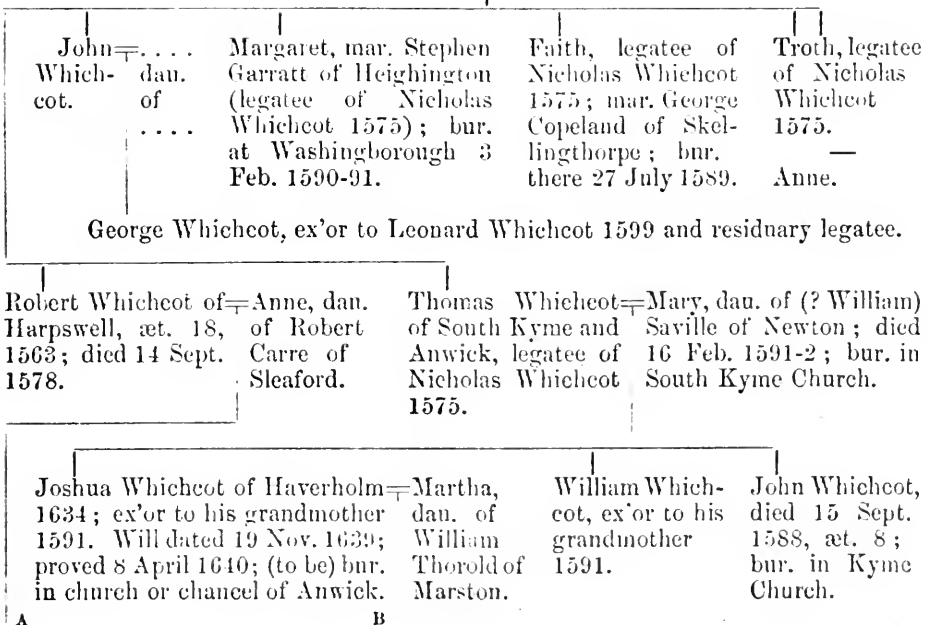 John
Which-
cot.
. . . .
dau.
of
. . . .
Margaret, mar. Stephen
Garratt of Heighington
(legatee of Nicholas
Whichcot 1575); bur.
at Washingborough 3
Feb. 1590-91.
Faith, legatee of
Nicholas Whichcot
1575; mar. George
Copeland of Skel-
lingthorpe; bur.
there 27 July 1589.
Troth, legatee
of Nicholas
Whichcot
1575.
—
Anne.
George Whichcot, ex'or to Leonard Whichcot 1599 and residuary legatee.
Robert Whichcot of
Harpswell, æt. 18,
1563; died 14 Sept.
1578.
Anne, dau.
of Robert
Carre of
Sleaford.
Thomas Whichcot
of South Kyme and
Anwick, legatee of
Nicholas Whichcot
1575.
Mary, dau. of (? William)
Saville of Newton; died
16 Feb. 1591-2; bur. in
South Kyme Church.
Joshua Whichcot of Haverholm
1634; ex'or to his grandmother
1591. Will dated 19 Nov. 1639;
proved 8 April 1640; (to be) bur.
in church or chancel of Anwick.
Martha,
dau. of
William
Thorold of
Marston.
William Which-
cot, ex'or to his
grandmother
1591.
John Whichcot,
died 15 Sept.
1588, æt. 8;
bur. in Kyme
Church.
A
B